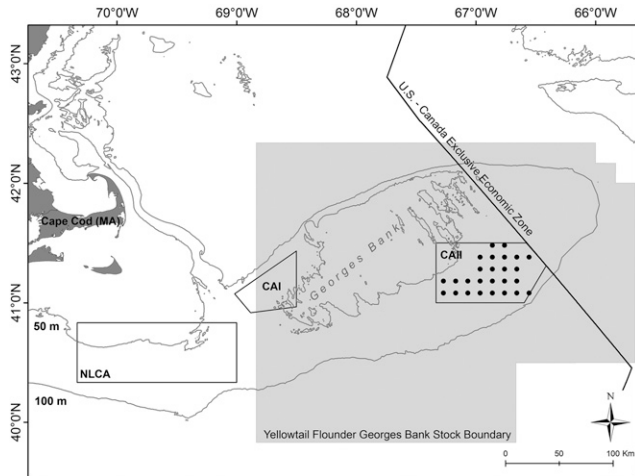 70°0'W 69°0'W 68°0'W 67°0'W 66°0'W
43°0'N
42°0'N
41°0'N
40°0'N
U.S. - Canada Exclusive Economic Zone
Cape Cod (MA)
Georges Bank
CAII
CAI
50 m
NLCA
100 m
N
Yellowtail Flounder Georges Bank Stock Boundary
0 50 100 Km